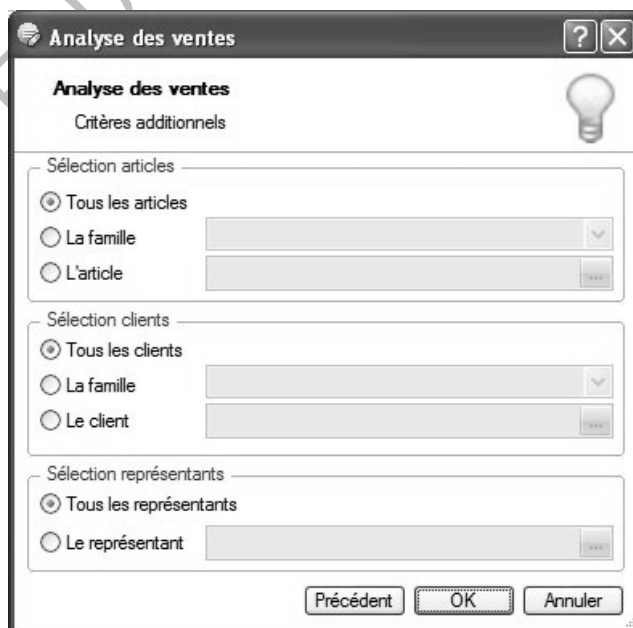 Analyse des ventes
Analyse des ventes
Critères additionnels
Sélection articles
Tous les articles
La famille
L'article
...
Sélection clients
Tous les clients
La famille
Le client
...
Sélection représentants
Tous les représentants
Le représentant
...
Précédent OK Annuler